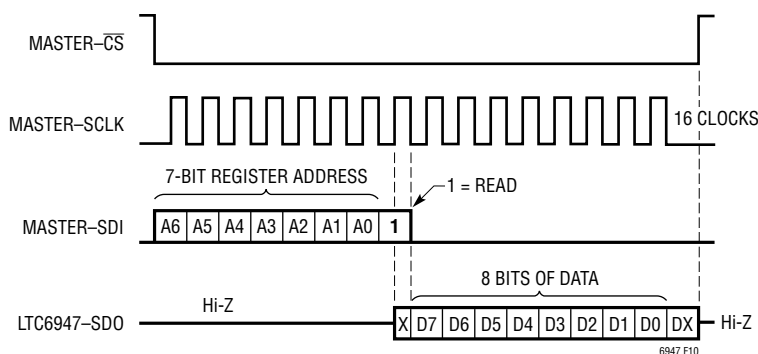 MASTER–CS
MASTER–SCLK
16 CLOCKS
7-BIT REGISTER ADDRESS
1 = READ
MASTER–SDI
A6 A5 A4 A3 A2 A1 A0 1
8 BITS OF DATA
Hi-Z
LTC6947–SDO
X D7 D6 D5 D4 D3 D2 D1 D0 DX
Hi-Z
6947 F10